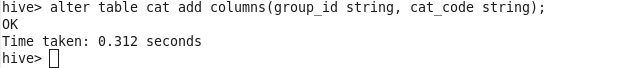 hive> alter table cat add columns(group_id string, cat_code string);
OK
Time taken: 0.312 seconds
hive>